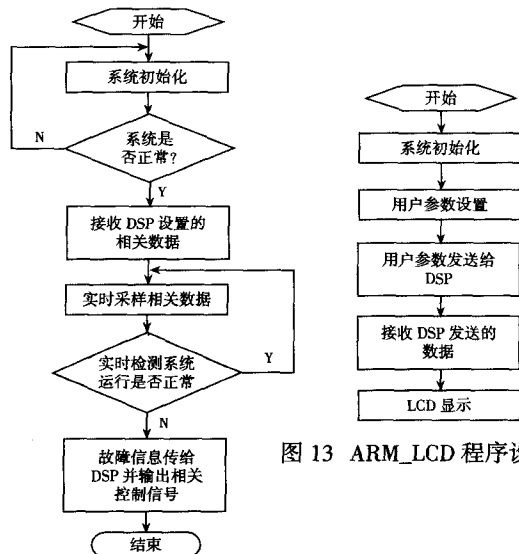 开始
系统初始化
系统是
否正常?
N
Y
接收 DSP 设置的
相关数据
实时采样相关数据
实时检测系统
运行是否正常
Y
N
故障信息传给
DSP 并输出相关
控制信号
结束
开始
系统初始化
用户参数设置
用户参数发送给
DSP
接收 DSP 发送的
数据
LCD 显示
图 13 ARM_LCD 程序设